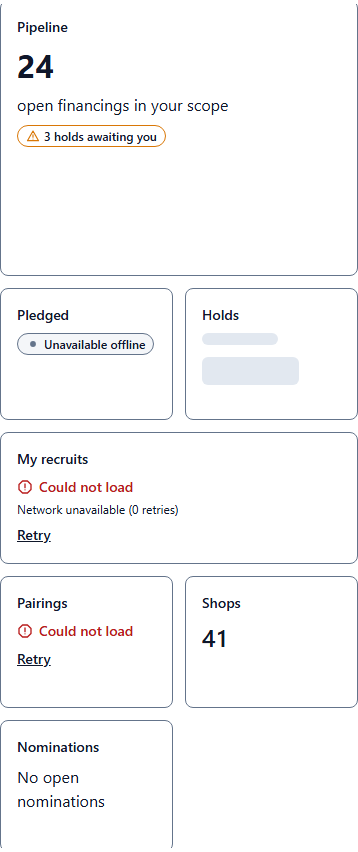 Pipeline
24
open financings in your scope
3 holds awaiting you
Pledged
Unavailable offline
Holds
My recruits
Could not load
Network unavailable (0 retries)
Retry
Pairings
Could not load
Retry
Shops
41
Nominations
No open
nominations